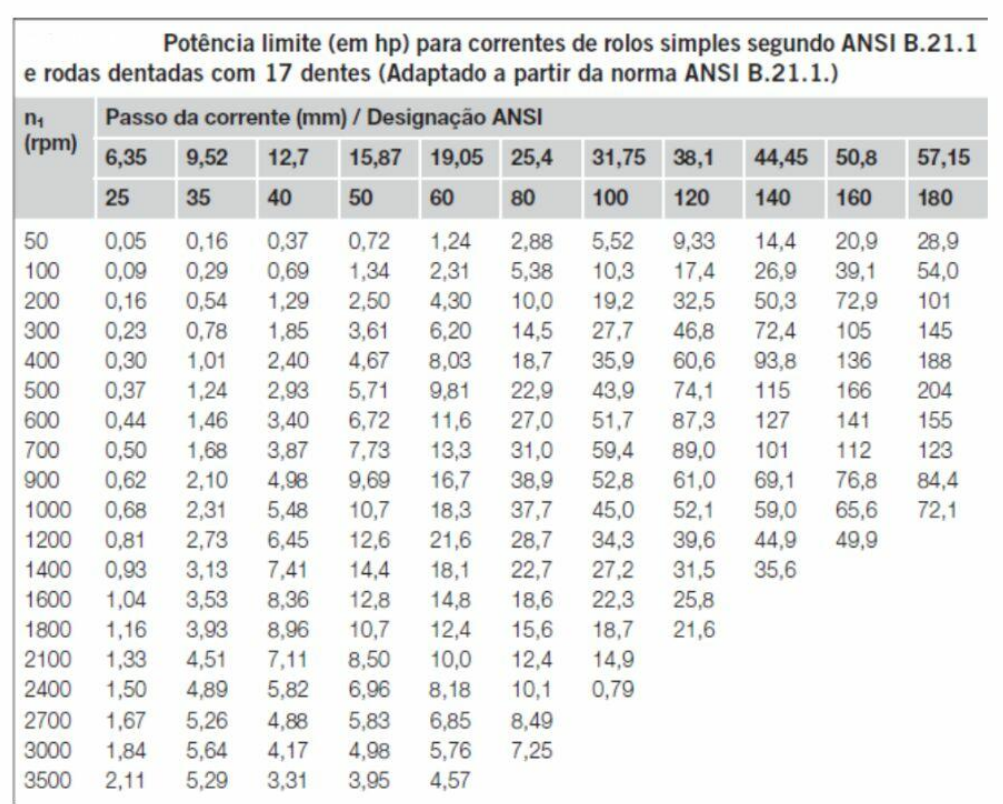 Potência limite (em hp) para correntes de rolos simples segundo ANSI B.21.1
e rodas dentadas com 17 dentes (Adaptado a partir da norma ANSI B.21.1.)
n₁ Passo da corrente (mm) / Designação ANSI
(rpm) 6,35 9,52 12,7 15,87 19,05 25,4 31,75 38,1 44,45 50,8 57,15
25 35 40 50 60 80 100 120 140 160 180
50 0,05 0,16 0,37 0,72 1,24 2,88 5,52 9,33 14,4 20,9 28,9
100 0,09 0,29 0,69 1,34 2,31 5,38 10,3 17,4 26,9 39,1 54,0
200 0,16 0,54 1,29 2,50 4,30 10,0 19,2 32,5 50,3 72,9 101
300 0,23 0,78 1,85 3,61 6,20 14,5 27,7 46,8 72,4 105 145
400 0,30 1,01 2,40 4,67 8,03 18,7 35,9 60,6 93,8 136 188
500 0,37 1,24 2,93 5,71 9,81 22,9 43,9 74,1 115 166 204
600 0,44 1,46 3,40 6,72 11,6 27,0 51,7 87,3 127 141 155
700 0,50 1,68 3,87 7,73 13,3 31,0 59,4 89,0 101 112 123
900 0,62 2,10 4,98 9,69 16,7 38,9 52,8 61,0 69,1 76,8 84,4
1000 0,68 2,31 5,48 10,7 18,3 37,7 45,0 52,1 59,0 65,6 72,1
1200 0,81 2,73 6,45 12,6 21,6 28,7 34,3 39,6 44,9 49,9
1400 0,93 3,13 7,41 14,4 18,1 22,7 27,2 31,5 35,6
1600 1,04 3,53 8,36 12,8 14,8 18,6 22,3 25,8
1800 1,16 3,93 8,96 10,7 12,4 15,6 18,7 21,6
2100 1,33 4,51 7,11 8,50 10,0 12,4 14,9
2400 1,50 4,89 5,82 6,96 8,18 10,1 0,79
2700 1,67 5,26 4,88 5,83 6,85 8,49
3000 1,84 5,64 4,17 4,98 5,76 7,25
3500 2,11 5,29 3,31 3,95 4,57